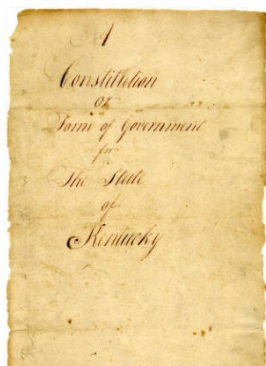 A
Constitution
or
Form of Government
for
The State
of
Kentucky